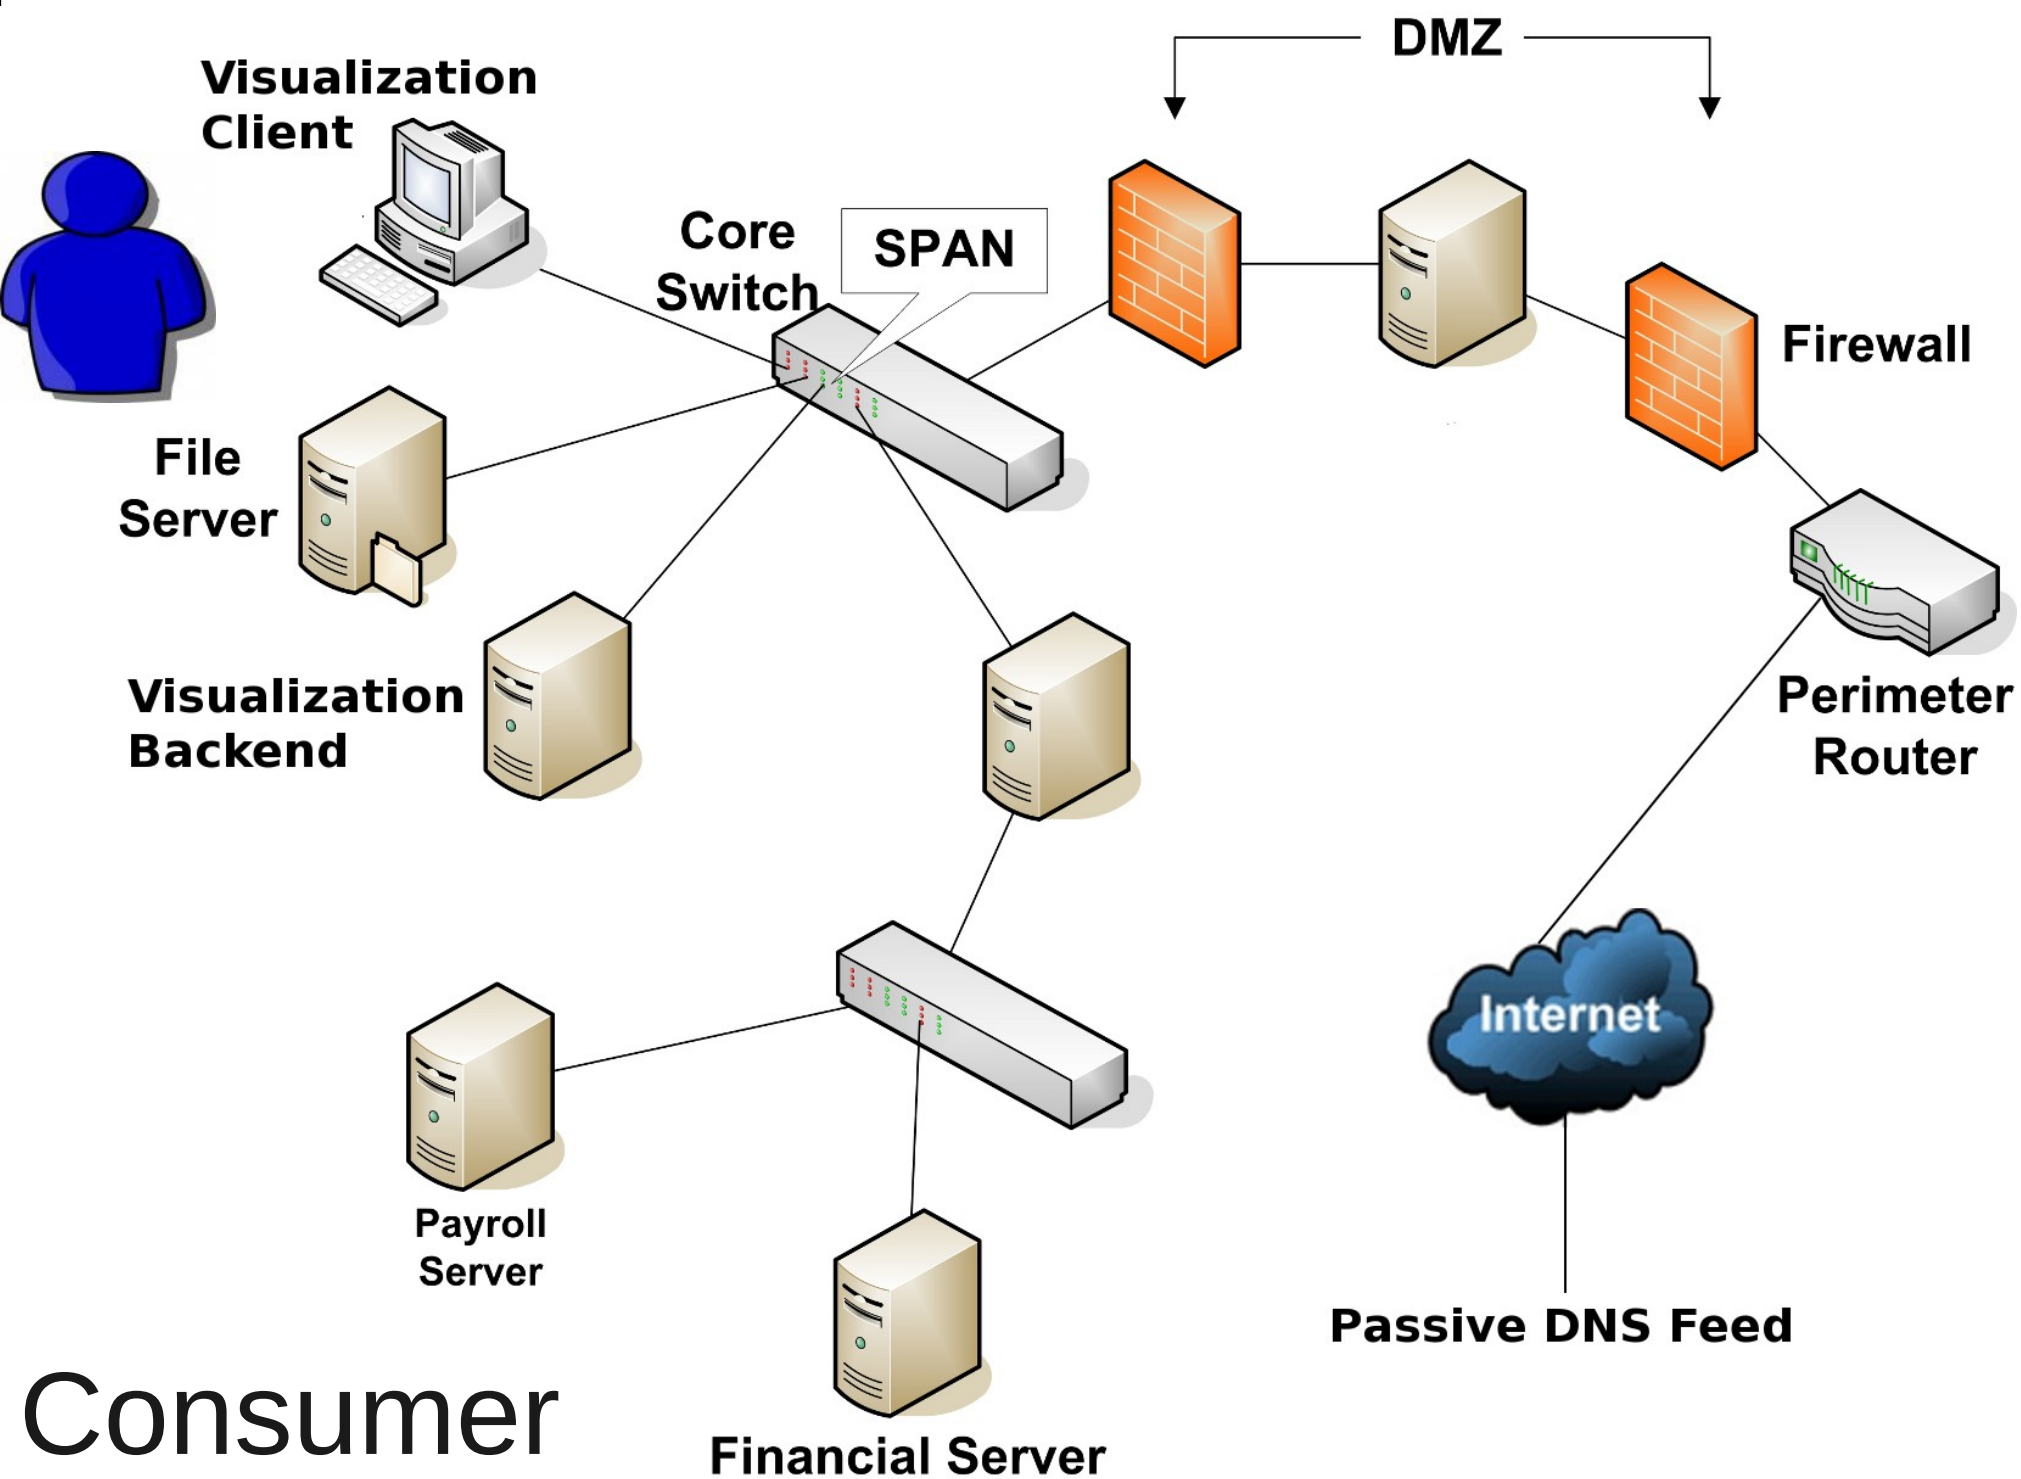 DMZ
Visualization
Client
Core
Switch
SPAN
Firewall
File
Server
Visualization
Backend
Perimeter
Router
Internet
Payroll
Server
Passive DNS Feed
Consumer
Financial Server